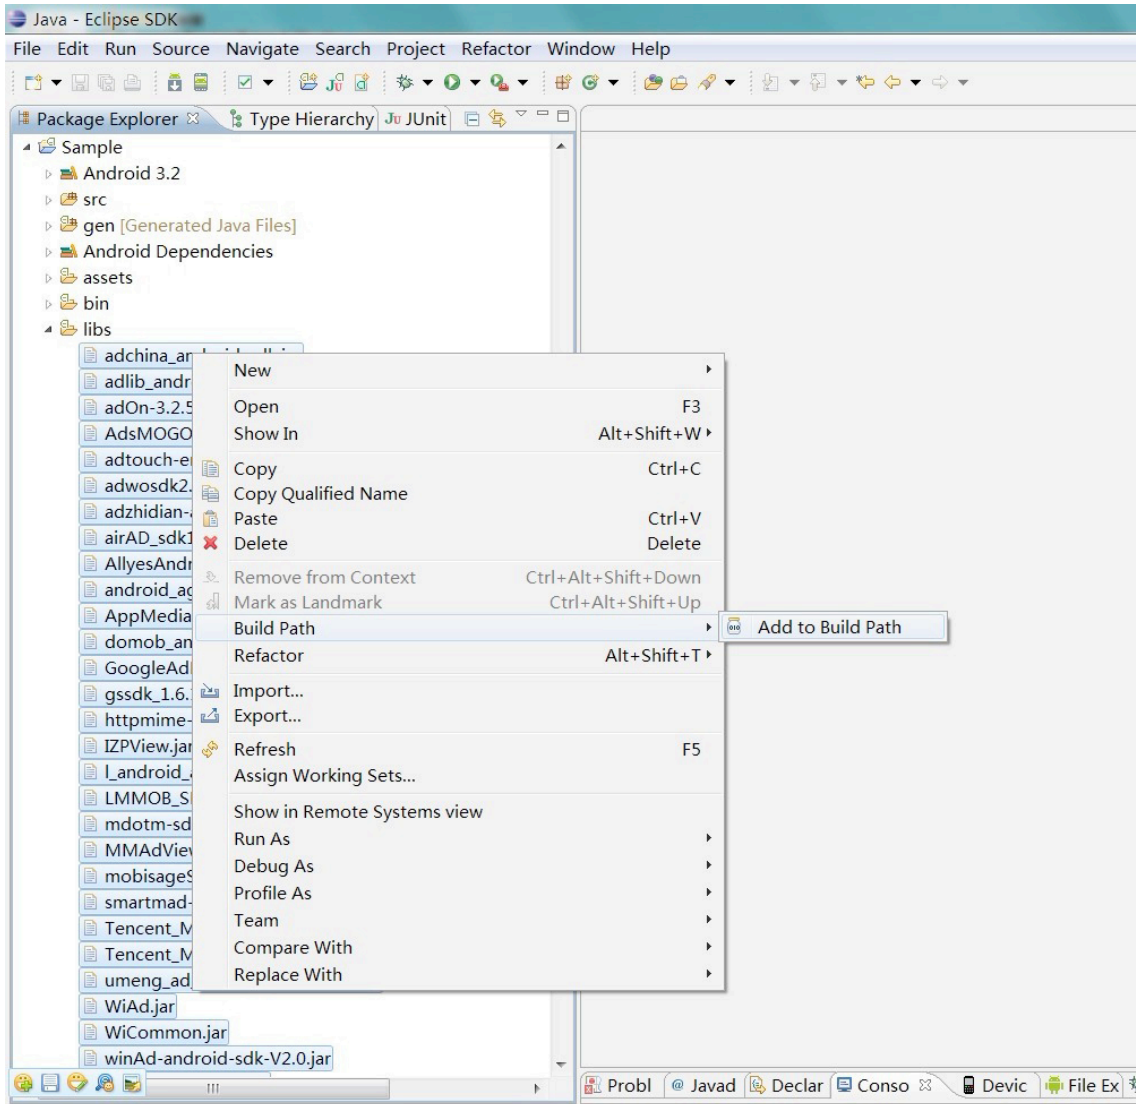 Java - Eclipse SDK
File Edit Run Source Navigate Search Project Refactor Window Help
Package Explorer Type Hierarchy Ju JUnit
Sample
Android 3.2
src
gen [Generated Java Files]
Android Dependencies
assets
bin
libs
adchina_an
adlib_andr
adOn-3.2.5
AdsMOGO
adtouch-e
adwosdk2.
adzhidian-
airAD_sdk1
AllyesAndr
android_a
AppMedia
domob_an
GoogleAd
gssdk_1.6.
httpmime-
IZPView.jar
l_android_
LMMOB_S
mdotm-sd
MMAdView
mobisageS
smartmad-
Tencent_M
Tencent_M
umeng_ad
WiAd.jar
WiCommon.jar
winAd-android-sdk-V2.0.jar
New
Open F3
Show In Alt+Shift+W
Copy Ctrl+C
Copy Qualified Name
Paste Ctrl+V
Delete Delete
Remove from Context Ctrl+Alt+Shift+Down
Mark as Landmark Ctrl+Alt+Shift+Up
Build Path
Add to Build Path
Refactor Alt+Shift+T
Import...
Export...
Refresh F5
Assign Working Sets...
Show in Remote Systems view
Run As
Debug As
Profile As
Team
Compare With
Replace With
Probl @ Javad Declar Conso Devic File Ex